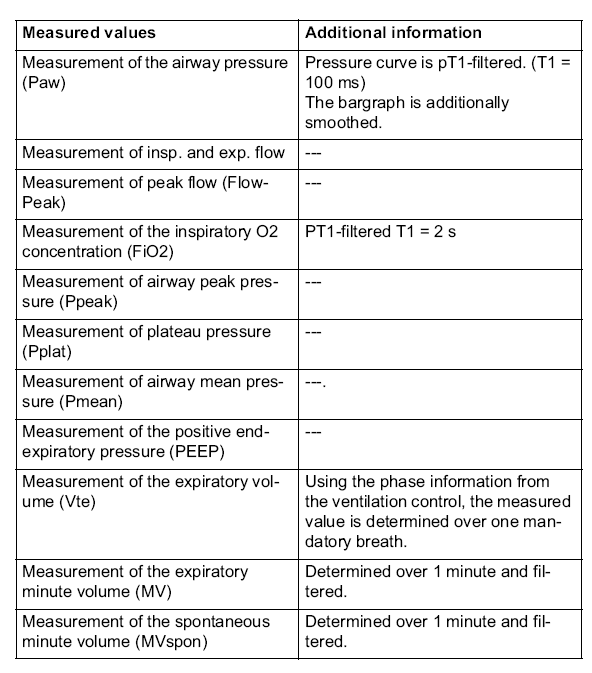 Measured values
Additional information
Measurement of the airway pressure
(Paw)
Pressure curve is pT1-filtered. (T1 =
100 ms)
The bargraph is additionally
smoothed.
Measurement of insp. and exp. flow
---
Measurement of peak flow (Flow-
Peak)
---
Measurement of the inspiratory O2
concentration (FiO2)
PT1-filtered T1 = 2 s
Measurement of airway peak pres-
sure (Ppeak)
---
Measurement of plateau pressure
(Pplat)
---
Measurement of airway mean pres-
sure (Pmean)
---.
Measurement of the positive end-
expiratory pressure (PEEP)
---
Measurement of the expiratory vol-
ume (Vte)
Using the phase information from
the ventilation control, the measured
value is determined over one man-
datory breath.
Measurement of the expiratory
minute volume (MV)
Determined over 1 minute and fil-
tered.
Measurement of the spontaneous
minute volume (MVspon)
Determined over 1 minute and fil-
tered.